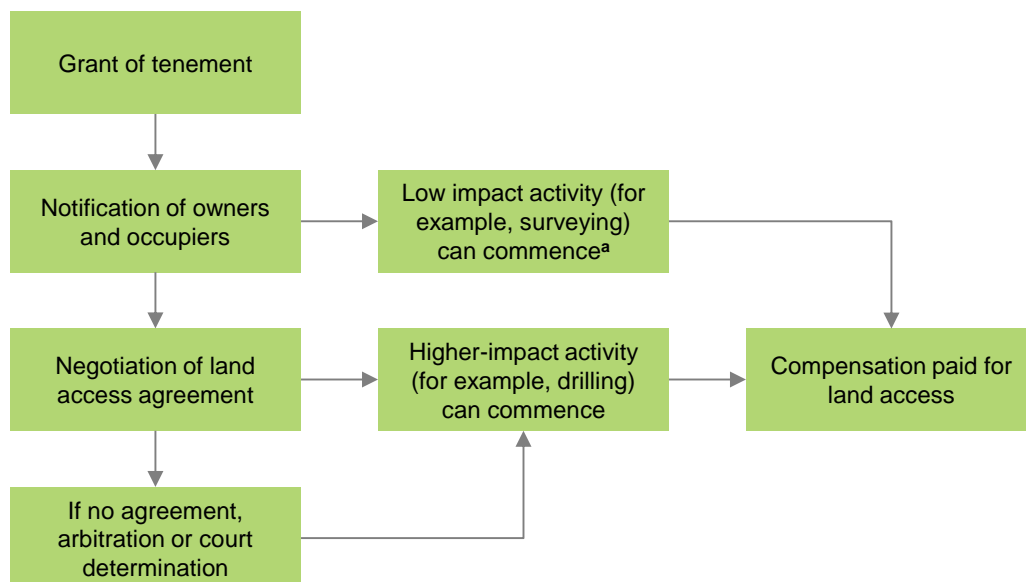 Grant of tenement
Notification of owners
and occupiers
Low impact activity (for
example, surveying)
can commenceª
Negotiation of land
access agreement
Higher-impact activity
(for example, drilling)
can commence
Compensation paid for
land access
If no agreement,
arbitration or court
determination